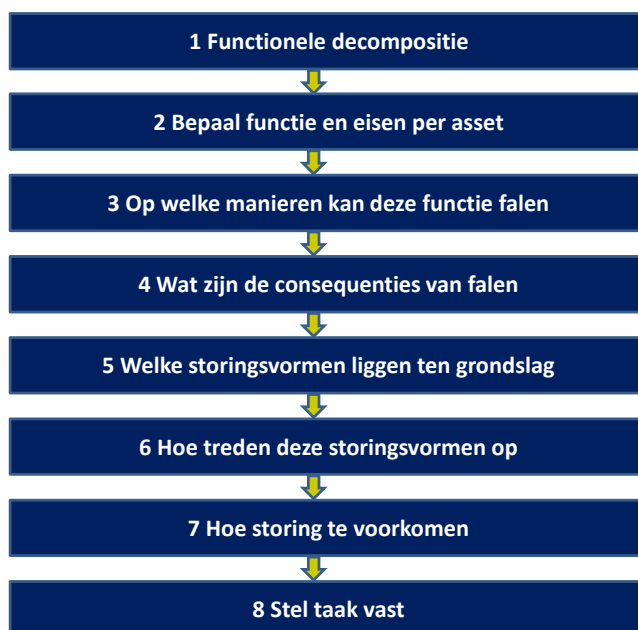 1 Functionele decompositie
2 Bepaal functie en eisen per asset
3 Op welke manieren kan deze functie falen
4 Wat zijn de consequenties van falen
5 Welke storingsvormen liggen ten grondslag
6 Hoe treden deze storingsvormen op
7 Hoe storing te voorkomen
8 Stel taak vast